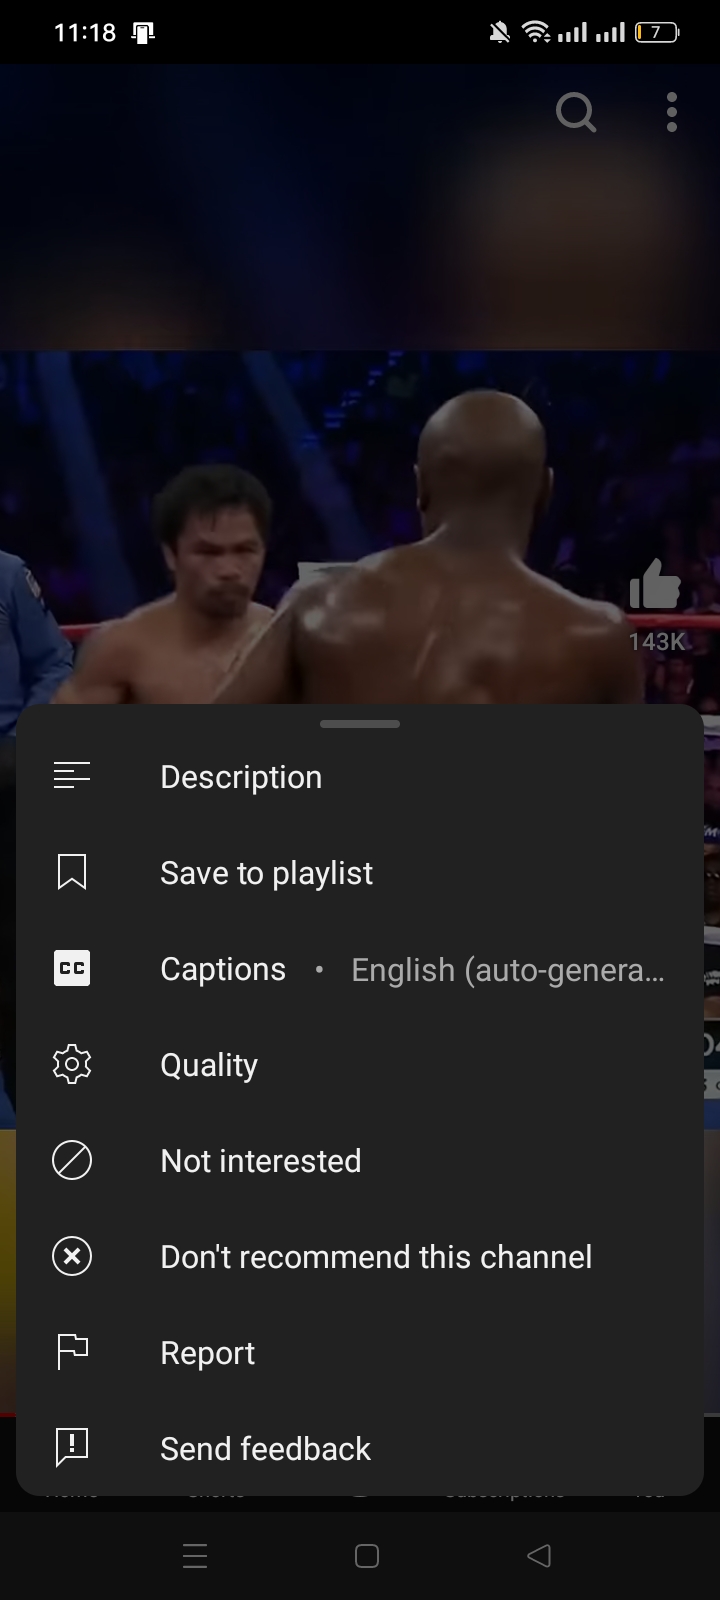 11:18
7
143K
Description
Save to playlist
CC Captions • English (auto-genera...
Quality
Not interested
Don't recommend this channel
Report
Send feedback